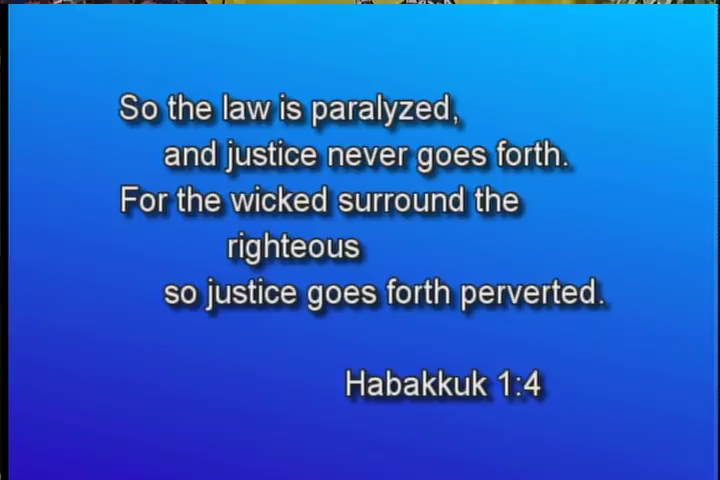 So the law is paralyzed,
and justice never goes forth.
For the wicked surround the
righteous
so justice goes forth perverted.
Habakkuk 1:4